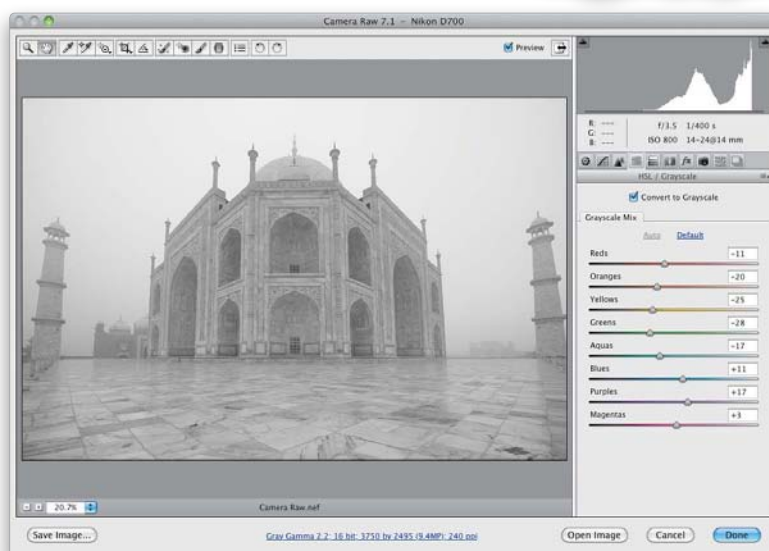 Camera Raw 7.1 – Nikon D700
Preview
R: ---
G: ---
B: ---
f/3.5 1/400 s
ISO 800 14-24@14 mm
HSL / Grayscale
Convert to Grayscale
Grayscale Mix
Auto Default
Reds -11
Oranges -20
Yellows -25
Greens -28
Aquas -17
Blues +11
Purples +17
Magentas +3
20.7% Camera Raw.nef
Save Image... Gray Gamma 2.2; 16 bit; 3750 by 2495 (9.4MP); 240 ppi Open Image Cancel Done